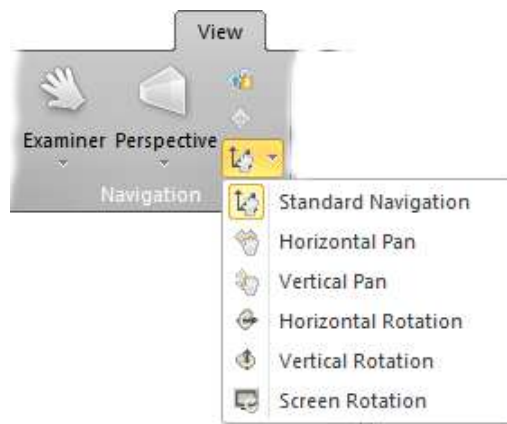 View
Examiner Perspective
Navigation
Standard Navigation
Horizontal Pan
Vertical Pan
Horizontal Rotation
Vertical Rotation
Screen Rotation